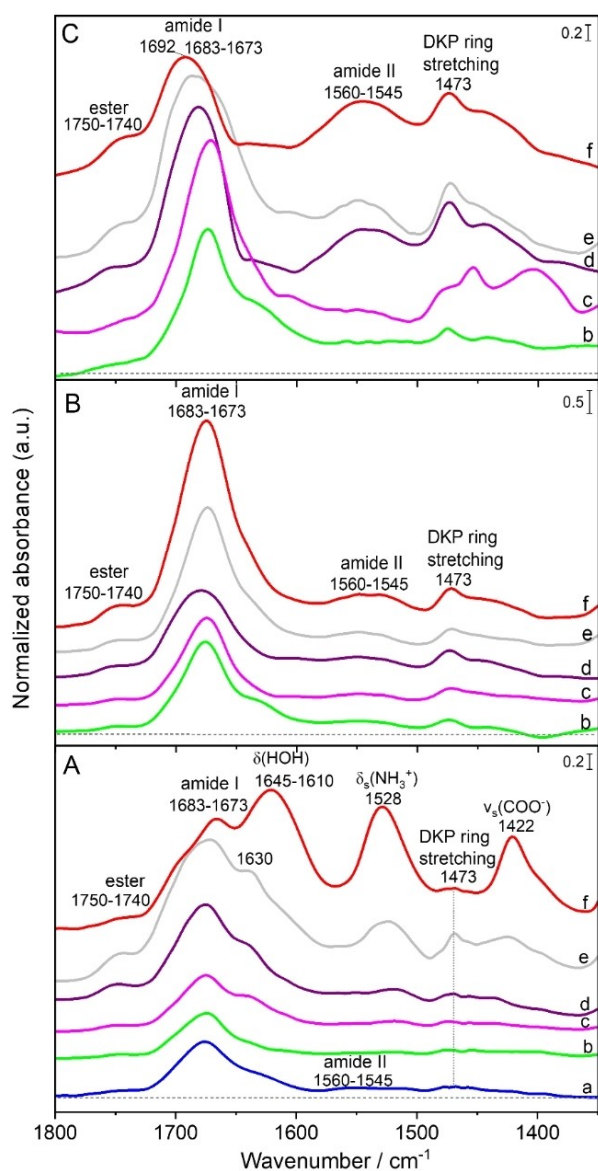 C
amide I
1692 1683-1673
ester
1750-1740
amide II
1560-1545
DKP ring
stretching
1473
0.2
f
e
d
c
b
B
amide I
1683-1673
ester
1750-1740
amide II
1560-1545
DKP ring
stretching
1473
0.5
f
e
d
c
b
A
amide I
1683-1673
δ(HOH)
1645-1610
δs(NH3+)
1528
νs(COO-)
1422
DKP ring
stretching
1473
ester
1750-1740
1630
amide II
1560-1545
0.2
f
e
d
c
b
a
1800 1700 1600 1500 1400
Wavenumber / cm-1
Normalized absorbance (a.u.)